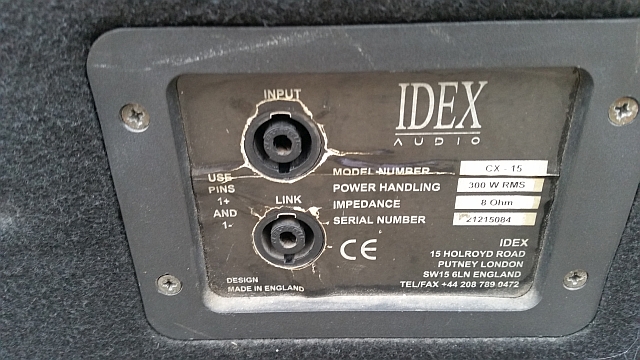 INPUT
IDEX
AUDIO
MODEL NUMBER CX - 15
POWER HANDLING 300 W RMS
IMPEDANCE 8 Ohm
SERIAL NUMBER 21215084
USE
PINS
1+
AND
1-
LINK
CE
IDEX
15 HOLROYD ROAD
PUTNEY LONDON
SW15 6LN ENGLAND
TEL/FAX +44 208 789 0472
DESIGN
MADE IN ENGLAND